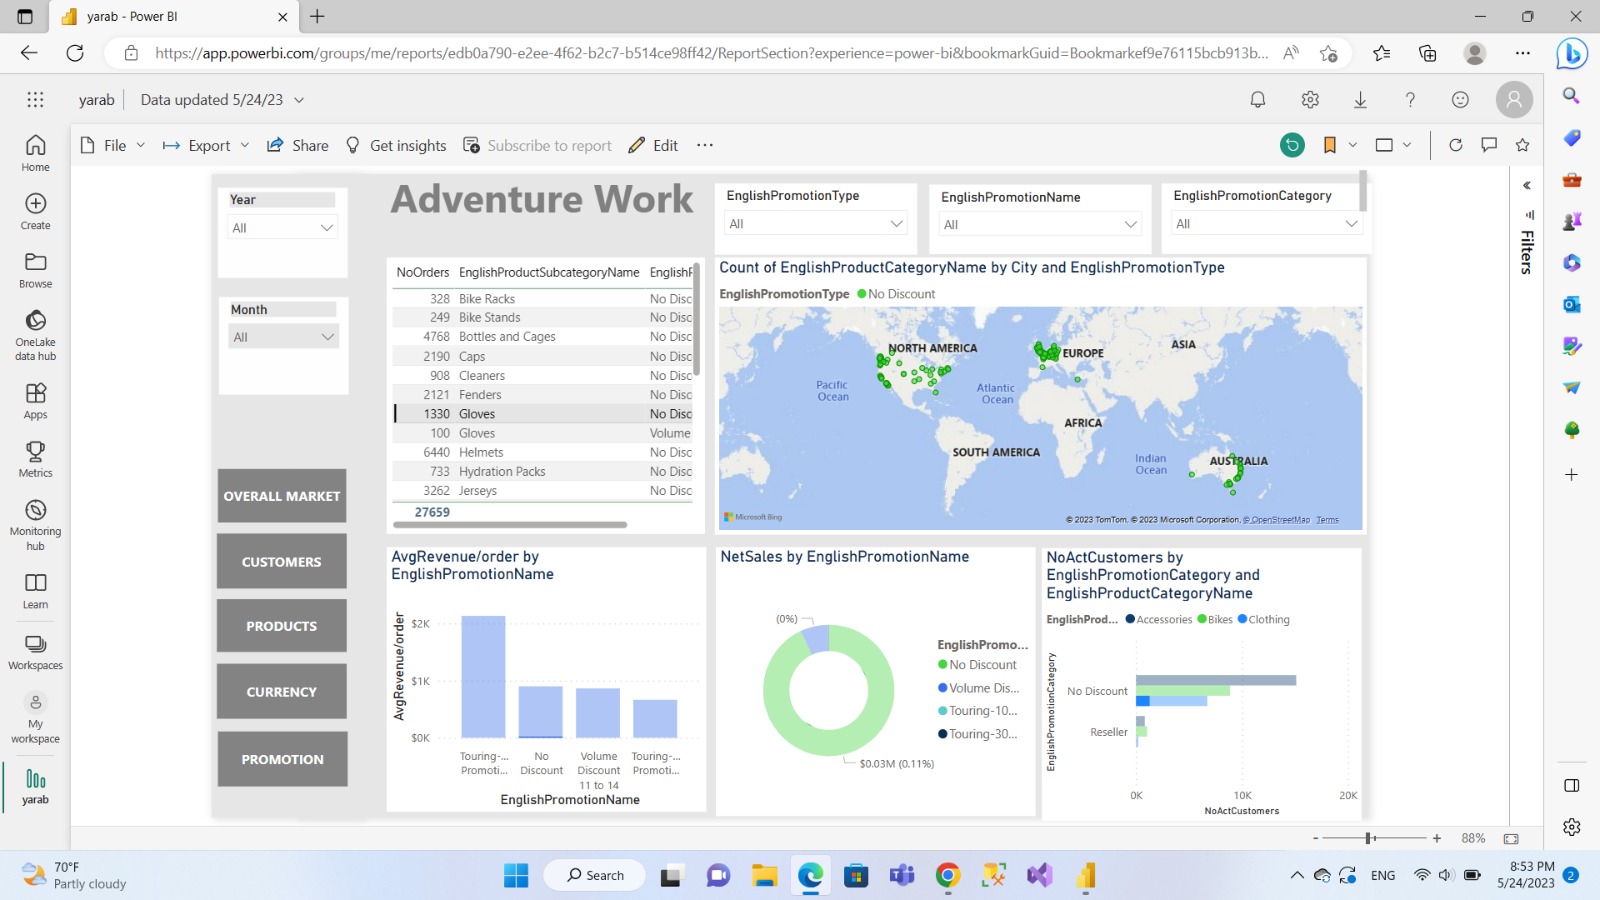 yarab - Power BI
https://app.powerbi.com/groups/me/reports/edb0a790-e2ee-4f62-b2c7-b514ce98ff42/ReportSection?experience=power-bi&bookmarkGuid=Bookmarkef9e76115bcb913b...
yarab
Data updated 5/24/23
File
Export
Share
Get insights
Subscribe to report
Edit
Home
Create
Browse
OneLake
data hub
Apps
Metrics
Monitoring
hub
Learn
Workspaces
My
workspace
yarab
Year
All
Month
All
OVERALL MARKET
CUSTOMERS
PRODUCTS
CURRENCY
PROMOTION
Adventure Work
EnglishPromotionType
All
EnglishPromotionName
All
EnglishPromotionCategory
All
Filters
NoOrders EnglishProductSubcategoryName EnglishF
328 Bike Racks No Disc
249 Bike Stands No Disc
4768 Bottles and Cages No Disc
2190 Caps No Disc
908 Cleaners No Disc
2121 Fenders No Disc
1330 Gloves No Disc
100 Gloves Volume
6440 Helmets No Disc
733 Hydration Packs No Disc
3262 Jerseys No Disc
27659
Count of EnglishProductCategoryName by City and EnglishPromotionType
EnglishPromotionType No Discount
NORTH AMERICA
EUROPE
ASIA
Pacific
Ocean
Atlantic
Ocean
AFRICA
SOUTH AMERICA
Indian
Ocean
AUSTRALIA
Microsoft Bing
© 2023 TomTom, © 2023 Microsoft Corporation, © OpenStreetMap Terms
AvgRevenue/order by
EnglishPromotionName
AvgRevenue/order
$2K
$1K
$0K
Touring-...
Promoti...
No
Discount
Volume
Discount
11 to 14
Touring-...
Promoti...
EnglishPromotionName
NetSales by EnglishPromotionName
(0%)
$0.03M (0.11%)
EnglishPromo...
No Discount
Volume Dis...
Touring-10...
Touring-30...
NoActCustomers by
EnglishPromotionCategory and
EnglishProductCategoryName
EnglishProd... Accessories Bikes Clothing
EnglishPromotionCategory
No Discount
Reseller
0K 10K 20K
NoActCustomers
- + 88%
70°F
Partly cloudy
Search
ENG
8:53 PM
5/24/2023
2